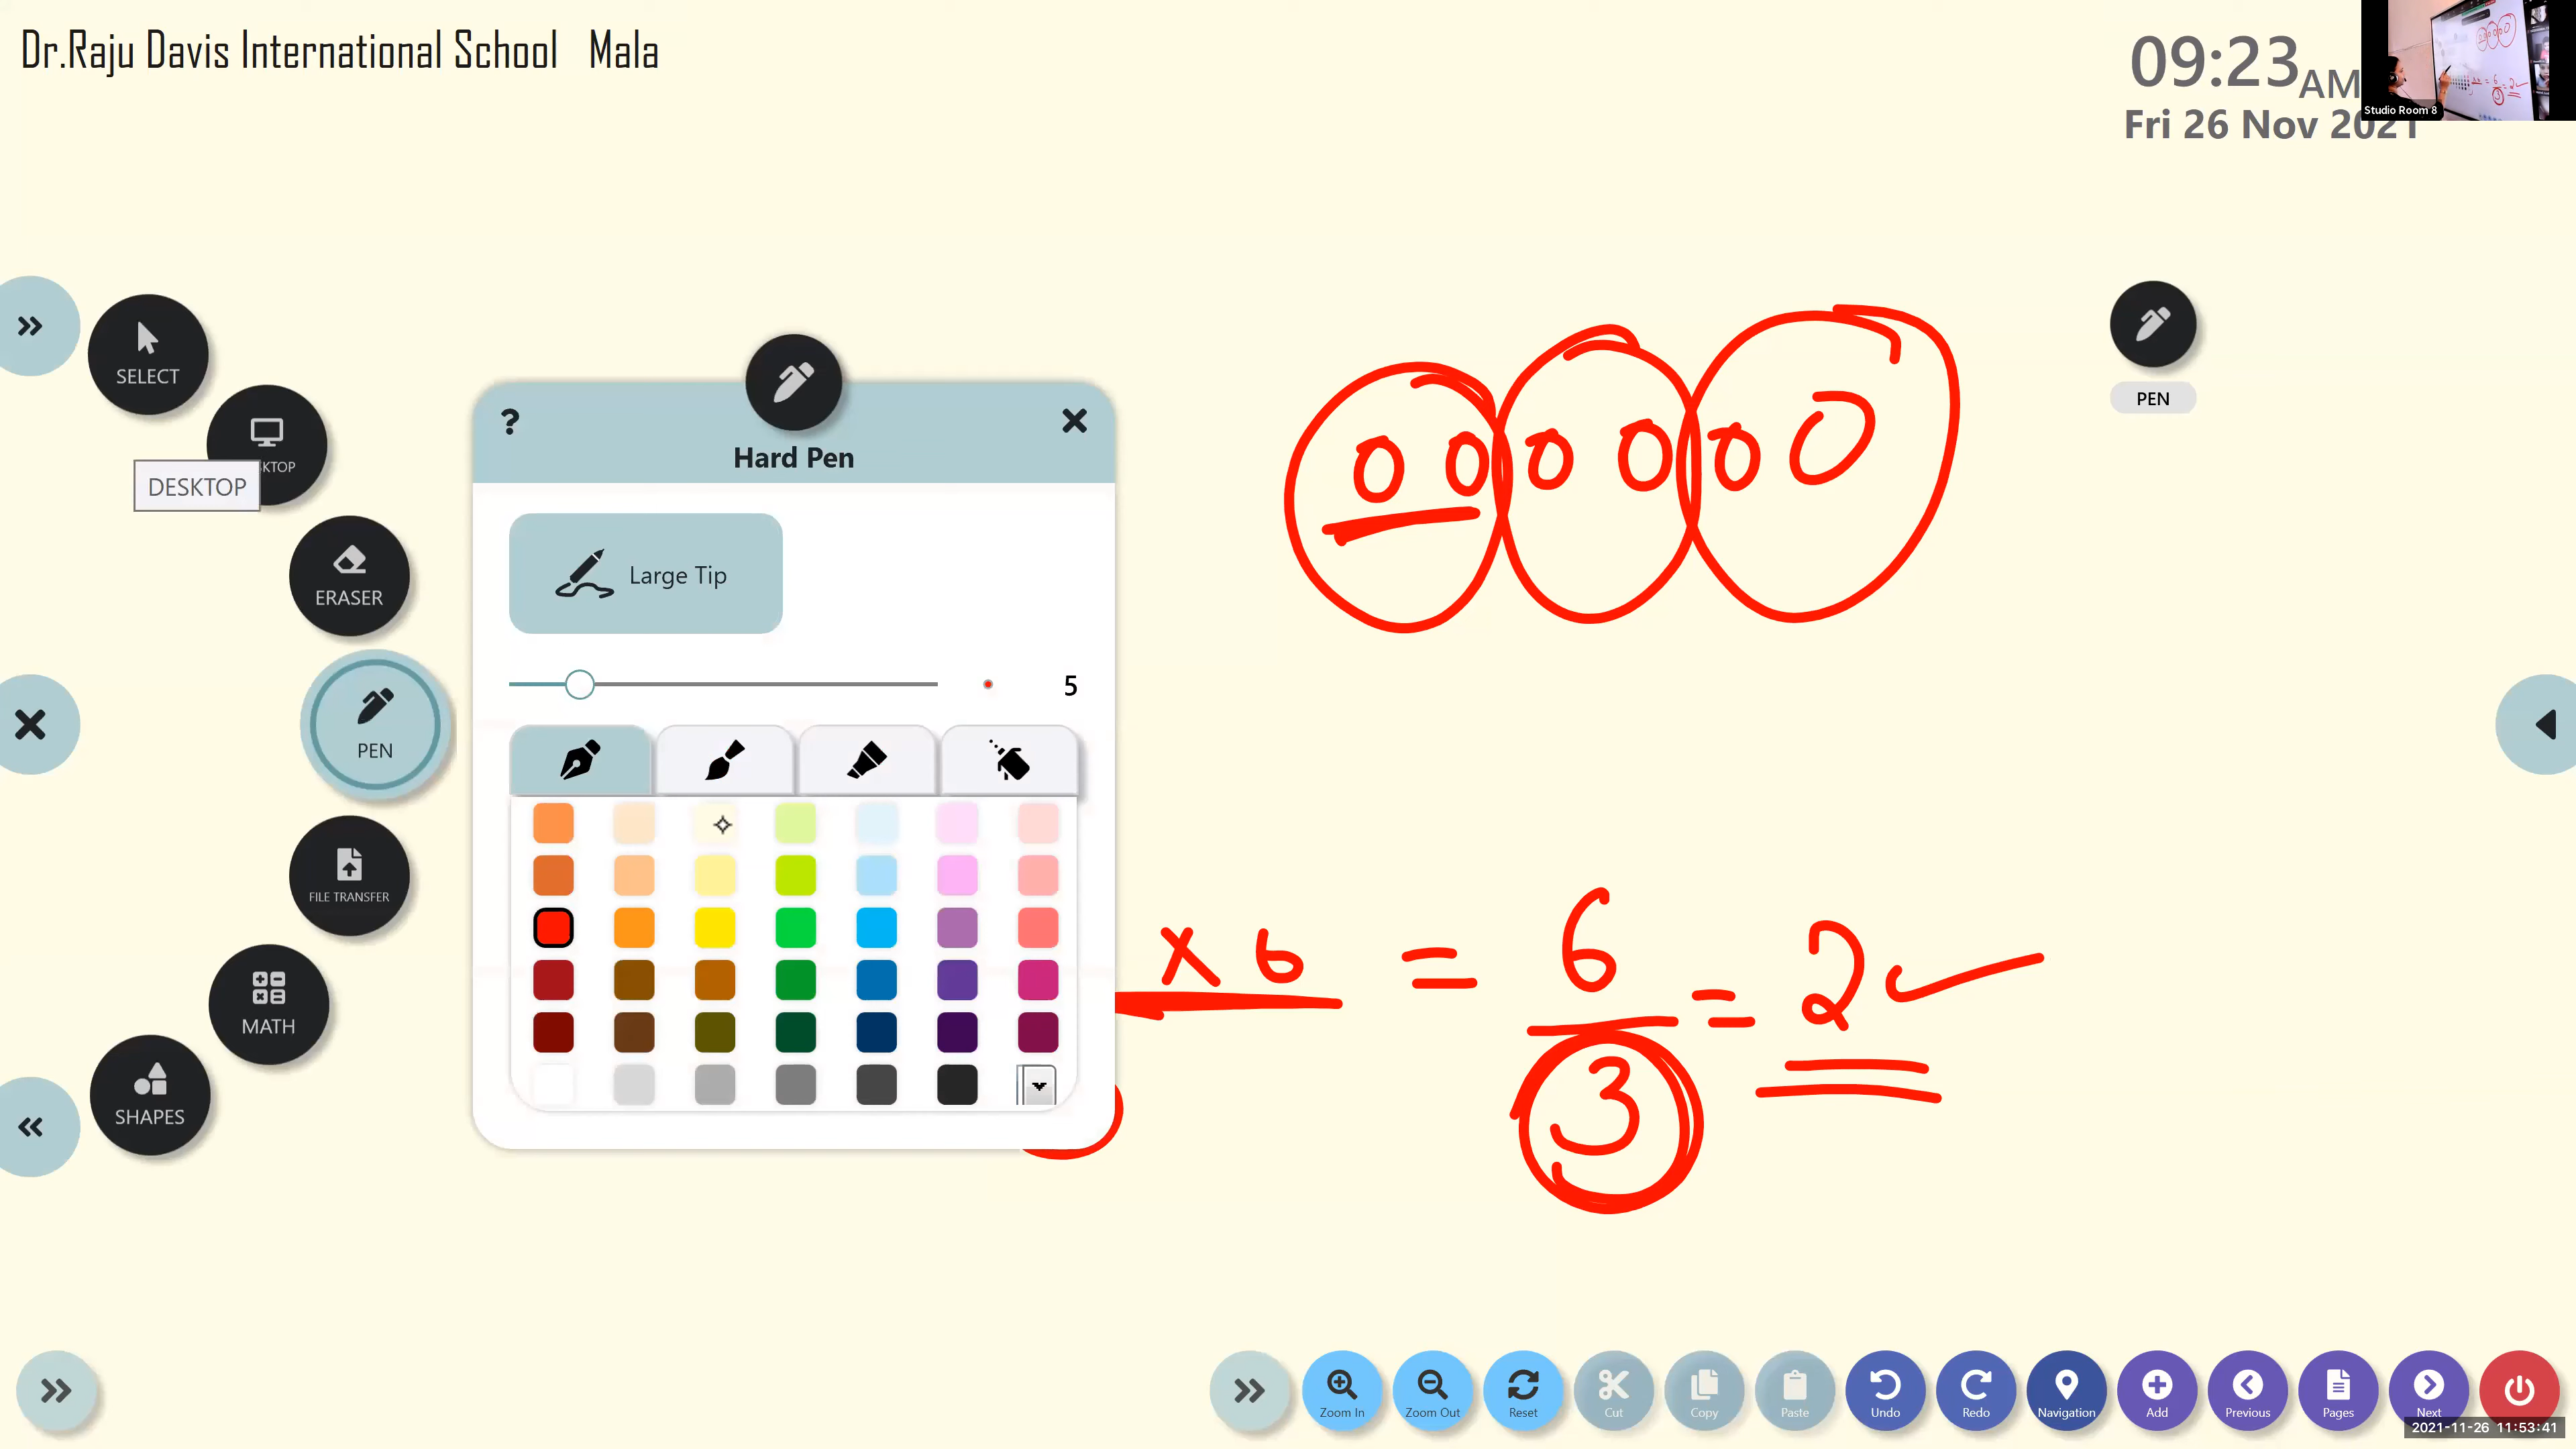 Dr.Raju Davis International School Mala
09:23 AM
Fri 26 Nov 2021
Studio Room 8
SELECT
DESKTOP
ERASER
PEN
FILE TRANSFER
MATH
SHAPES
?
Hard Pen
Large Tip
5
PEN
0 0 0 0 0 0
x 6 = 6/3 = 2 ✓
Zoom In Zoom Out Reset Cut Copy Paste Undo Redo Navigation Add Previous Pages Next
2021-11-26 11:53:41